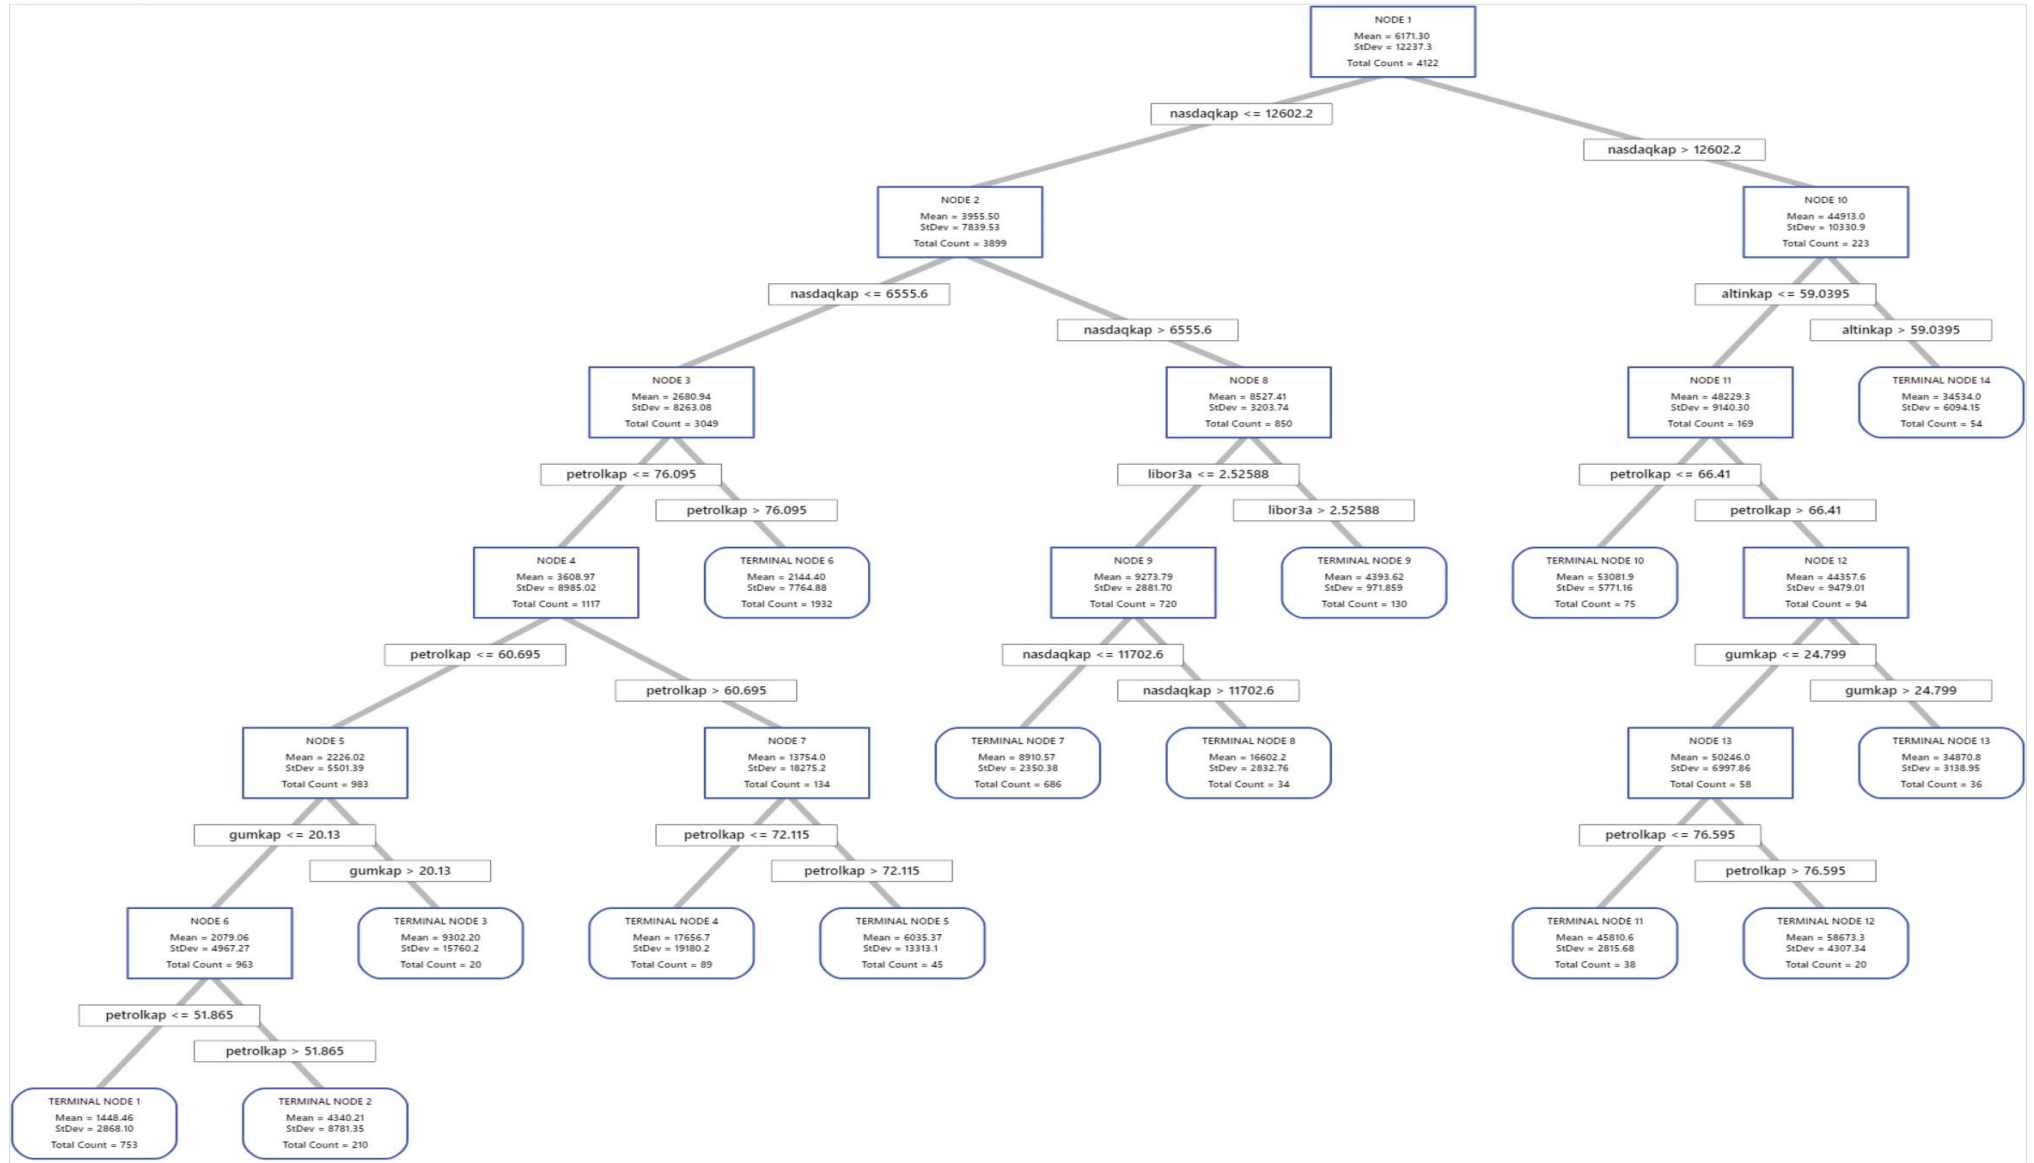 NODE 1
Mean = 6171.30
StDev = 12237.3
Total Count = 4122
nasdaqkap <= 12602.2
nasdaqkap > 12602.2
NODE 2
Mean = 3955.50
StDev = 7839.53
Total Count = 3899
NODE 10
Mean = 44913.0
StDev = 10330.9
Total Count = 223
nasdaqkap <= 6555.6
nasdaqkap > 6555.6
altinkap <= 59.0395
altinkap > 59.0395
NODE 3
Mean = 2680.94
StDev = 8263.08
Total Count = 3049
NODE 8
Mean = 8527.41
StDev = 3203.74
Total Count = 850
NODE 11
Mean = 48229.3
StDev = 9140.30
Total Count = 169
TERMINAL NODE 14
Mean = 34534.0
StDev = 6094.15
Total Count = 54
petrolkap <= 76.095
petrolkap > 76.095
libor3a <= 2.52588
libor3a > 2.52588
petrolkap <= 66.41
petrolkap > 66.41
NODE 4
Mean = 3608.97
StDev = 8985.02
Total Count = 1117
TERMINAL NODE 6
Mean = 2144.40
StDev = 7764.88
Total Count = 1932
NODE 9
Mean = 9273.79
StDev = 2881.70
Total Count = 720
TERMINAL NODE 9
Mean = 4393.62
StDev = 971.859
Total Count = 130
TERMINAL NODE 10
Mean = 53081.9
StDev = 5771.16
Total Count = 75
NODE 12
Mean = 44357.6
StDev = 9479.01
Total Count = 94
petrolkap <= 60.695
petrolkap > 60.695
nasdaqkap <= 11702.6
nasdaqkap > 11702.6
gumkap <= 24.799
gumkap > 24.799
NODE 5
Mean = 2226.02
StDev = 5501.39
Total Count = 983
NODE 7
Mean = 13754.0
StDev = 18275.2
Total Count = 134
TERMINAL NODE 7
Mean = 8910.57
StDev = 2350.38
Total Count = 686
TERMINAL NODE 8
Mean = 16602.2
StDev = 2832.76
Total Count = 34
NODE 13
Mean = 50246.0
StDev = 6997.86
Total Count = 58
TERMINAL NODE 13
Mean = 34870.8
StDev = 3138.95
Total Count = 36
gumkap <= 20.13
gumkap > 20.13
petrolkap <= 72.115
petrolkap > 72.115
petrolkap <= 76.595
petrolkap > 76.595
NODE 6
Mean = 2079.06
StDev = 4967.27
Total Count = 963
TERMINAL NODE 3
Mean = 9302.20
StDev = 15760.2
Total Count = 20
TERMINAL NODE 4
Mean = 17656.7
StDev = 19180.2
Total Count = 89
TERMINAL NODE 5
Mean = 6035.37
StDev = 13313.1
Total Count = 45
TERMINAL NODE 11
Mean = 45810.6
StDev = 2815.68
Total Count = 38
TERMINAL NODE 12
Mean = 58673.3
StDev = 4307.34
Total Count = 20
petrolkap <= 51.865
petrolkap > 51.865
TERMINAL NODE 1
Mean = 1448.46
StDev = 2868.10
Total Count = 753
TERMINAL NODE 2
Mean = 4340.21
StDev = 8781.35
Total Count = 210